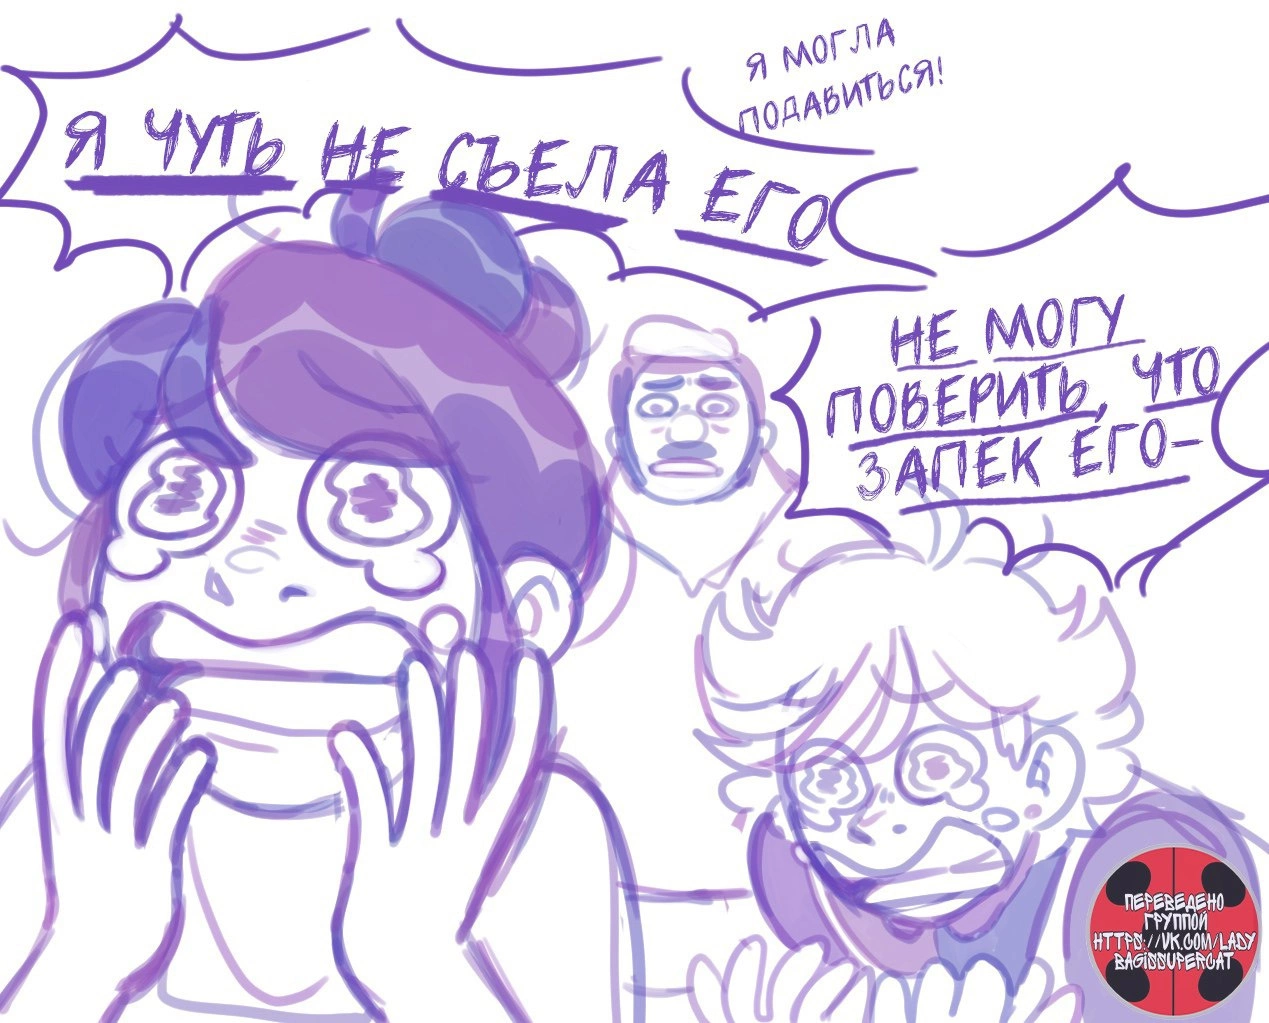 Я МОГЛА
ПОДАВИТЬСЯ!
Я ЧУТЬ НЕ СЪЕЛА ЕГО
НЕ МОГУ
ПОВЕРИТЬ, ЧТО
ЗАПЕК ЕГО–
ПЕРЕВЕДЕНО
ГРУППОЙ
HTTPS://VK.COM/LADY
BAGISSUPERCAT